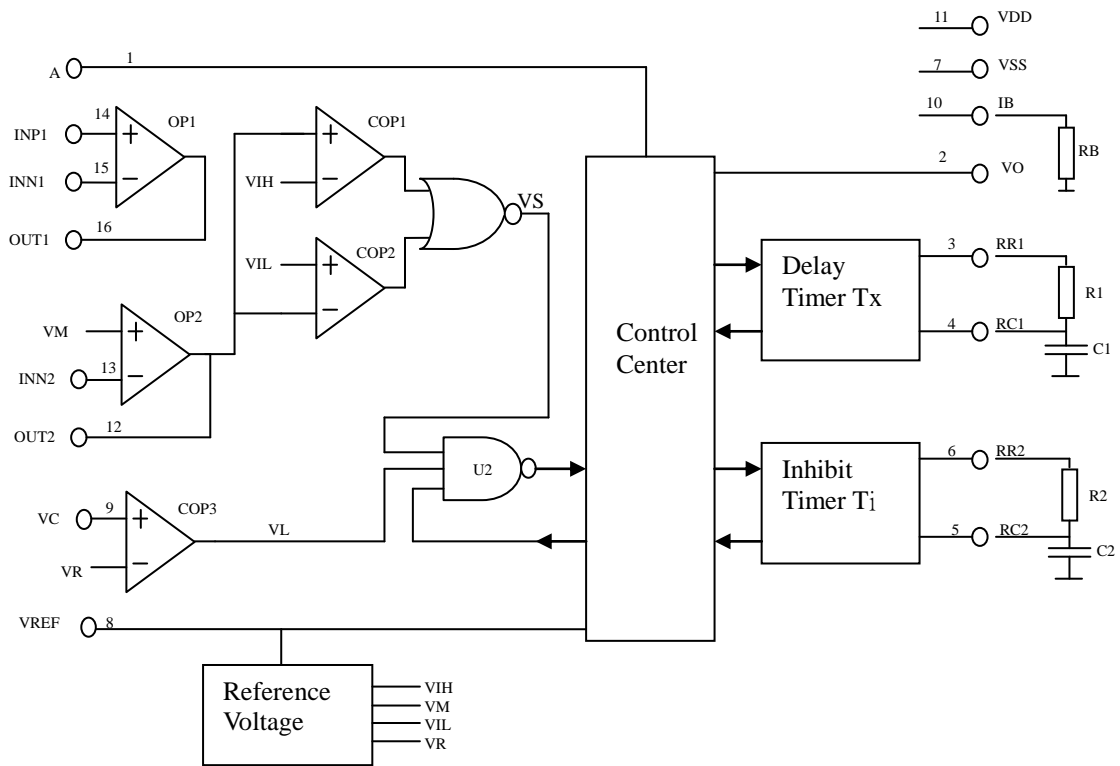 11 VDD
1
A
7 VSS
10 IB
14 OP1
INP1 +
COP1
+
15
INN1 −
VIH −
RB
2 VO
VS
16
OUT1
COP2
VIL +
3 RR1
Delay
Timer Tx
−
OP2
VM +
R1
Control
Center
4 RC1
13
INN2 −
C1
12
OUT2
U2
6 RR2
Inhibit
Timer Ti
9 COP3
VC +
VL
R2
5 RC2
C2
VR −
VREF 8
Reference
Voltage
VIH
VM
VIL
VR